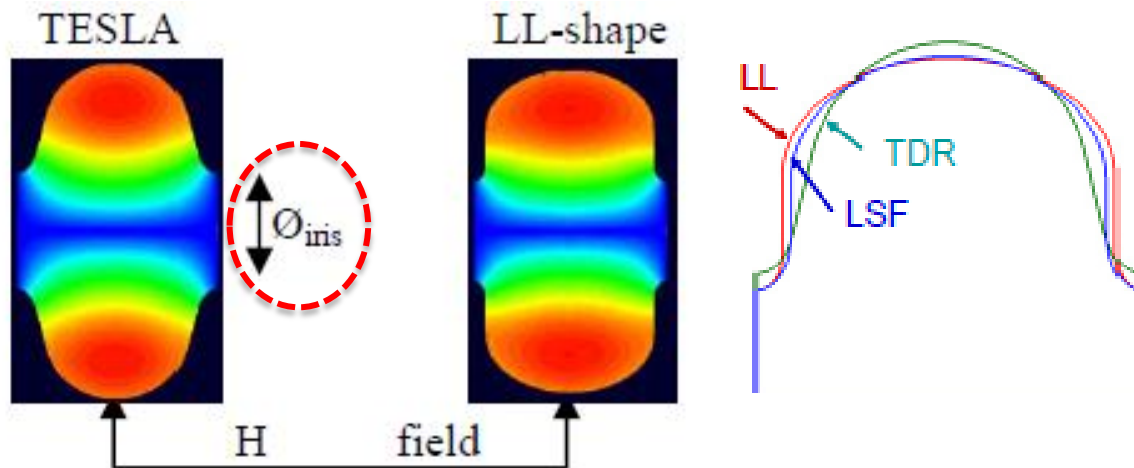 TESLA
LL-shape
Øiris
H field
LL
TDR
LSF